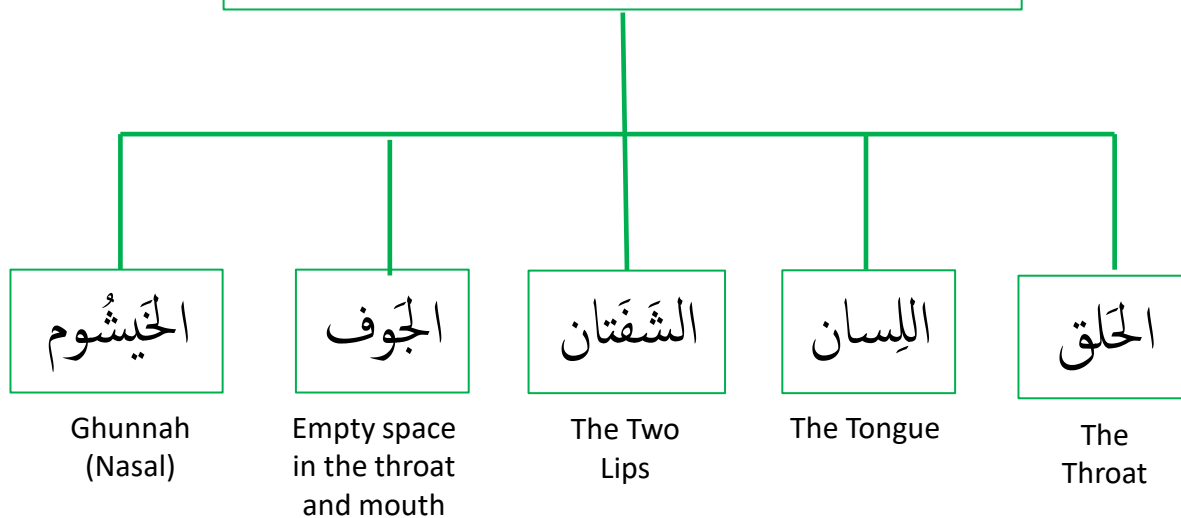 الحَلق
اللِسان
الشَفَتان
الجَوف
الخَيشُوم
The
Throat
The Tongue
The Two
Lips
Empty space
in the throat
and mouth
Ghunnah
(Nasal)